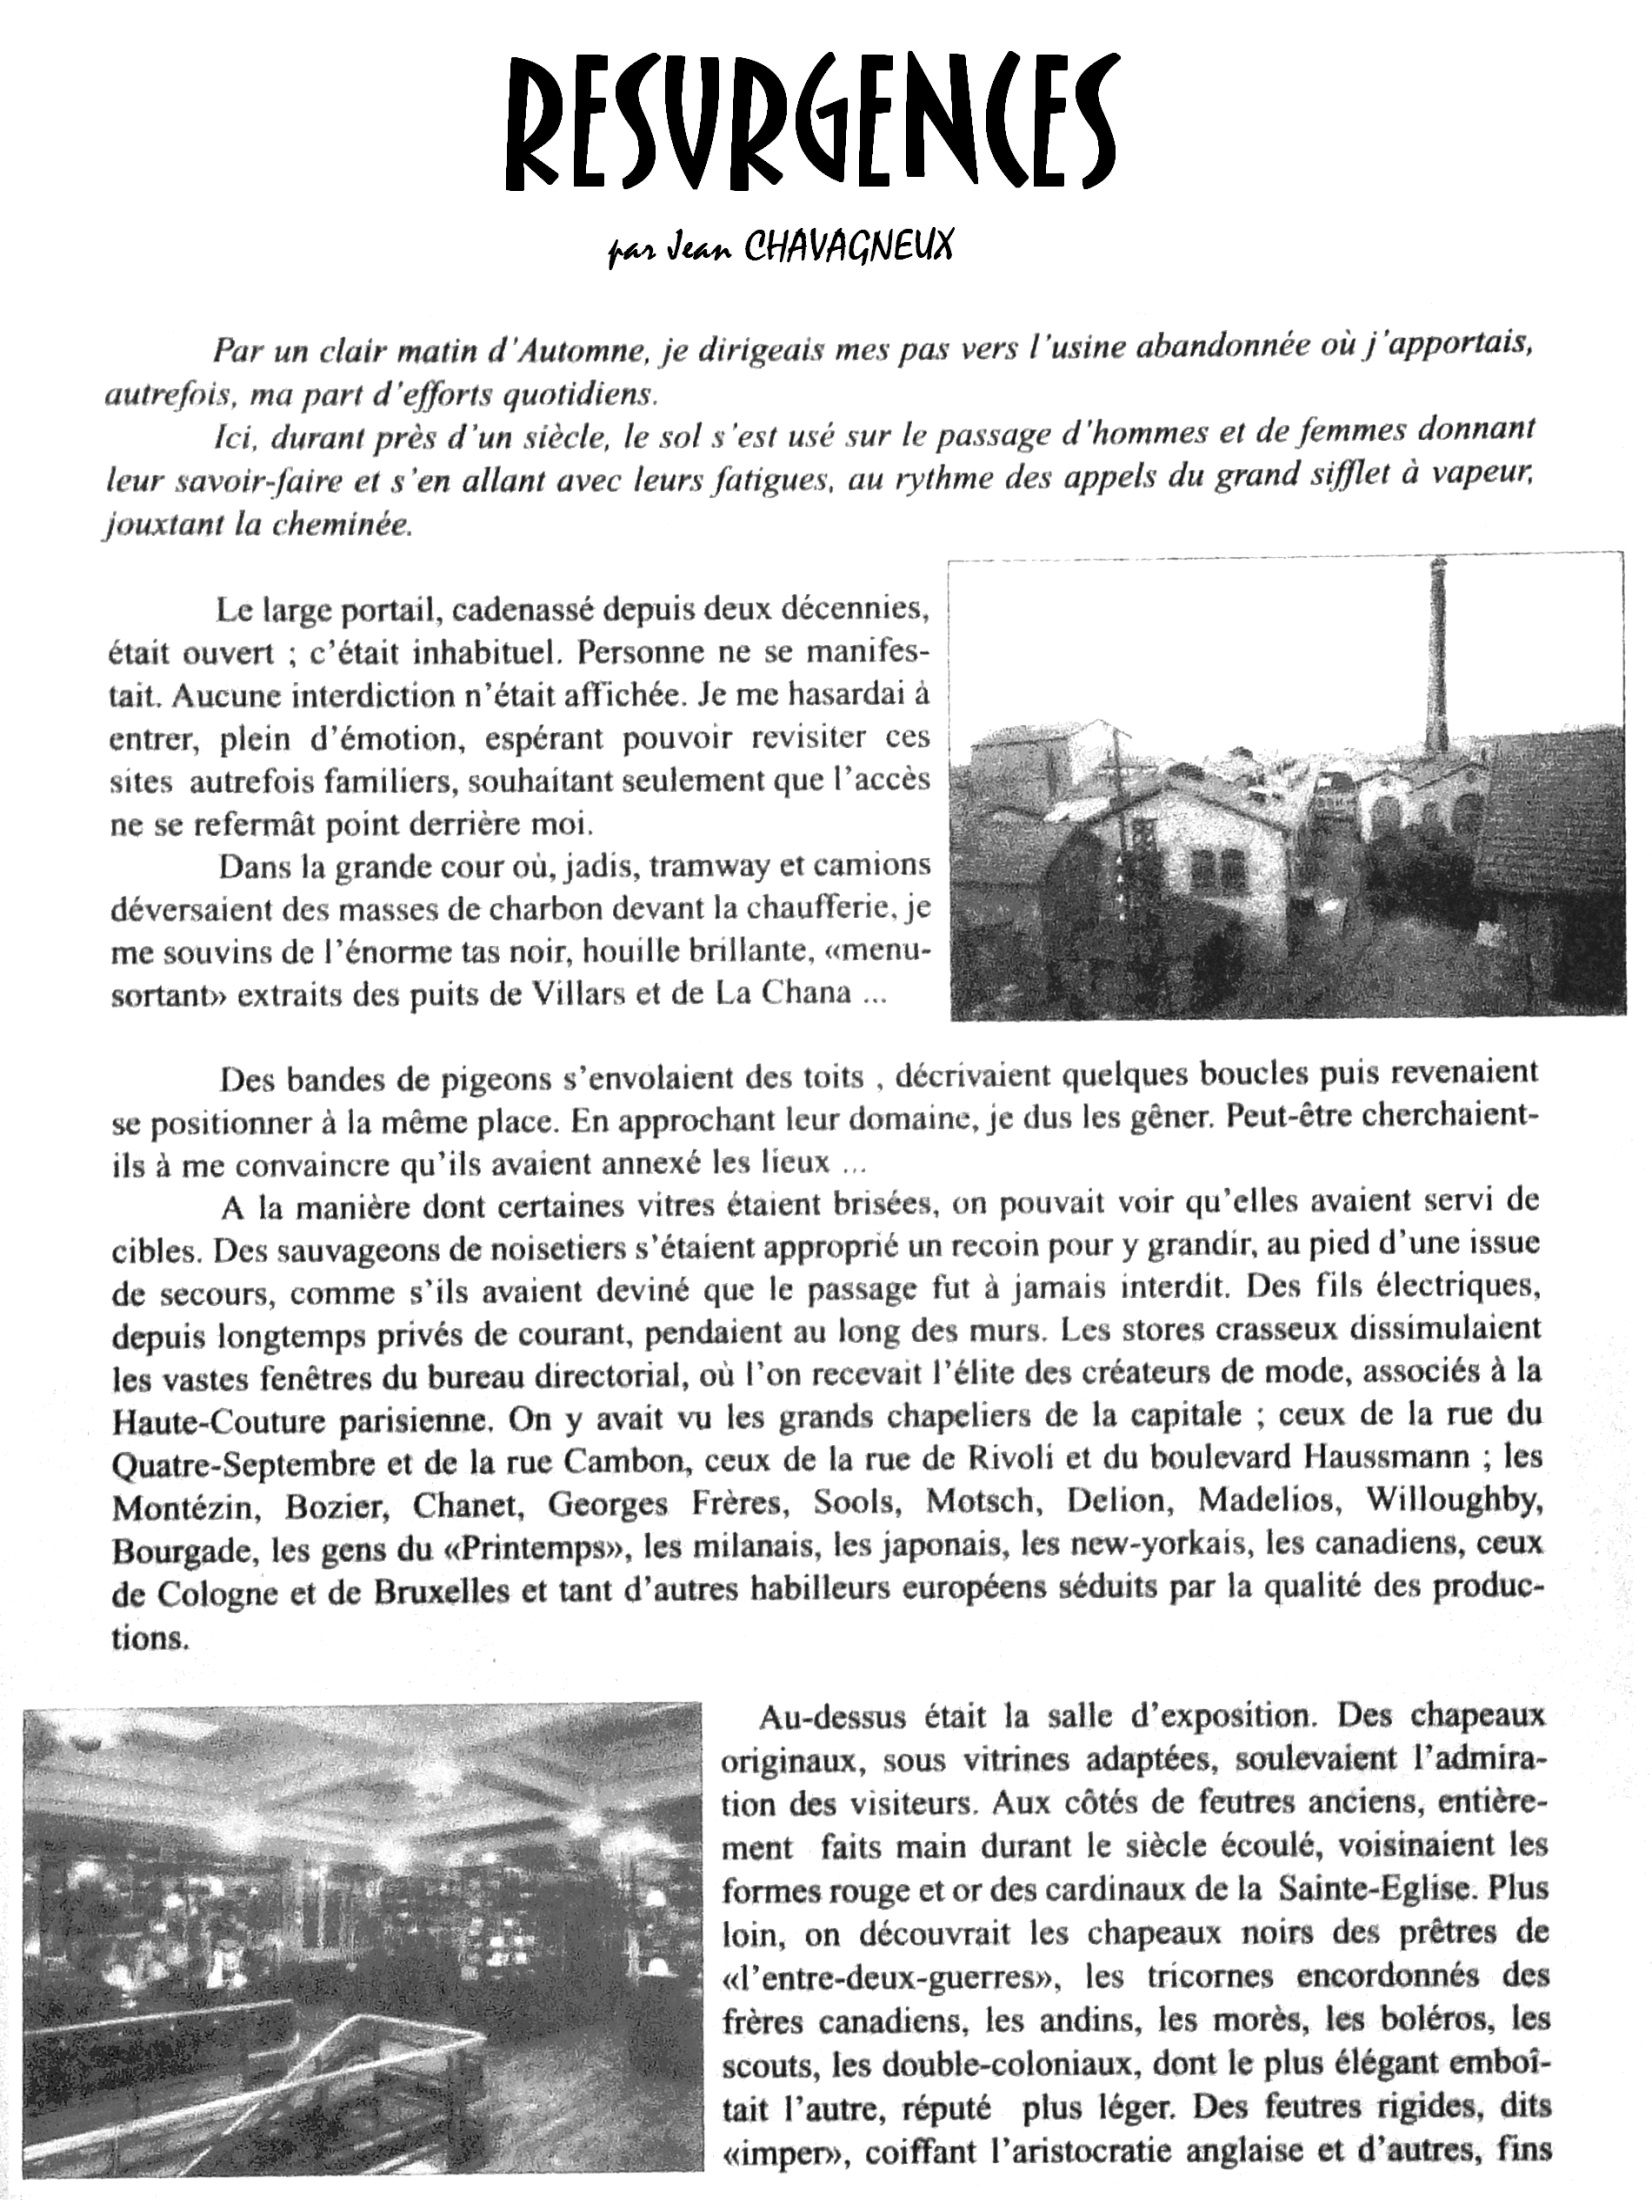 RESURGENCES
par Jean CHAVAGNEUX
Par un clair matin d'Automne, je dirigeais mes pas vers l'usine abandonnée où j'apportais,
autrefois, ma part d'efforts quotidiens.
Ici, durant près d'un siècle, le sol s'est usé sur le passage d'hommes et de femmes donnant
leur savoir-faire et s'en allant avec leurs fatigues, au rythme des appels du grand sifflet à vapeur,
jouxtant la cheminée.
Le large portail, cadenassé depuis deux décennies,
était ouvert ; c'était inhabituel. Personne ne se manifes-
tait. Aucune interdiction n'était affichée. Je me hasardai à
entrer, plein d'émotion, espérant pouvoir revisiter ces
sites autrefois familiers, souhaitant seulement que l'accès
ne se refermât point derrière moi.
Dans la grande cour où, jadis, tramway et camions
déversaient des masses de charbon devant la chaufferie, je
me souvins de l'énorme tas noir, houille brillante, «menu-
sortant» extraits des puits de Villars et de La Chana ...
Des bandes de pigeons s'envolaient des toits , décrivaient quelques boucles puis revenaient
se positionner à la même place. En approchant leur domaine, je dus les gêner. Peut-être cherchaient-
ils à me convaincre qu'ils avaient annexé les lieux ...
A la manière dont certaines vitres étaient brisées, on pouvait voir qu'elles avaient servi de
cibles. Des sauvageons de noisetiers s'étaient approprié un recoin pour y grandir, au pied d'une issue
de secours, comme s'ils avaient deviné que le passage fut à jamais interdit. Des fils électriques,
depuis longtemps privés de courant, pendaient au long des murs. Les stores crasseux dissimulaient
les vastes fenêtres du bureau directorial, où l'on recevait l'élite des créateurs de mode, associés à la
Haute-Couture parisienne. On y avait vu les grands chapeliers de la capitale ; ceux de la rue du
Quatre-Septembre et de la rue Cambon, ceux de la rue de Rivoli et du boulevard Haussmann ; les
Montézin, Bozier, Chanet, Georges Frères, Sools, Motsch, Delion, Madelios, Willoughby,
Bourgade, les gens du «Printemps», les milanais, les japonais, les new-yorkais, les canadiens, ceux
de Cologne et de Bruxelles et tant d'autres habilleurs européens séduits par la qualité des produc-
tions.
Au-dessus était la salle d'exposition. Des chapeaux
originaux, sous vitrines adaptées, soulevaient l'admira-
tion des visiteurs. Aux côtés de feutres anciens, entière-
ment faits main durant le siècle écoulé, voisinaient les
formes rouge et or des cardinaux de la Sainte-Eglise. Plus
loin, on découvrait les chapeaux noirs des prêtres de
«l'entre-deux-guerres», les tricornes encordonnés des
frères canadiens, les andins, les morès, les boléros, les
scouts, les double-coloniaux, dont le plus élégant emboî-
tait l'autre, réputé plus léger. Des feutres rigides, dits
«imper», coiffant l'aristocratie anglaise et d'autres, fins